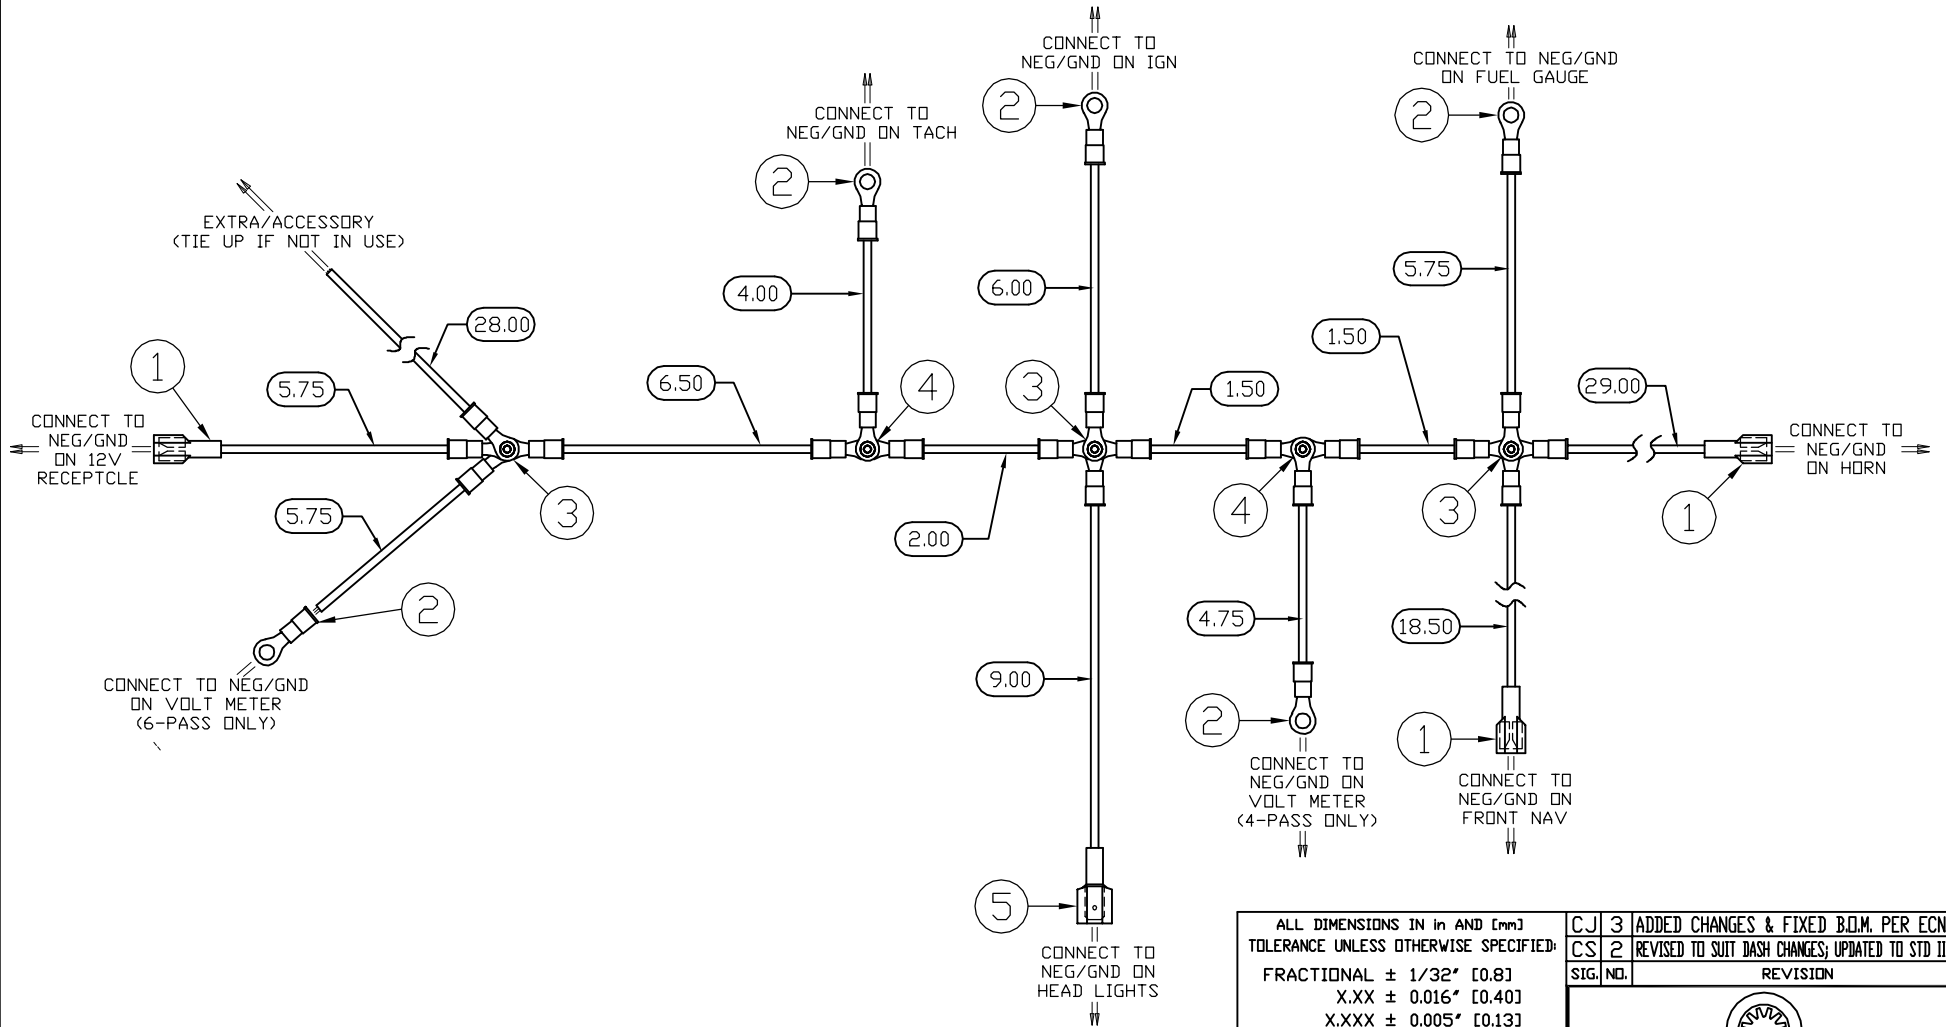 CONNECT TO
NEG/GND ON IGN
2
CONNECT TO NEG/GND
ON FUEL GAUGE
2
CONNECT TO
NEG/GND ON TACH
2
EXTRA/ACCESSORY
(TIE UP IF NOT IN USE)
28.00
4.00
6.00
5.75
1
5.75
6.50
4
3
1.50
1.50
29.00
CONNECT TO
NEG/GND
ON 12V
RECEPTCLE
CONNECT TO
NEG/GND
ON HORN
5.75
3
2.00
4
3
1
2
4.75
18.50
CONNECT TO NEG/GND
ON VOLT METER
(6-PASS ONLY)
9.00
2
1
CONNECT TO
NEG/GND ON
VOLT METER
(4-PASS ONLY)
CONNECT TO
NEG/GND ON
FRONT NAV
5
CONNECT TO
NEG/GND ON
HEAD LIGHTS
ALL DIMENSIONS IN in AND [mm]
TOLERANCE UNLESS OTHERWISE SPECIFIED:
FRACTIONAL ± 1/32" [0.8]
X.XX ± 0.016" [0.40]
X.XXX ± 0.005" [0.13]
CJ 3 ADDED CHANGES & FIXED B.O.M. PER ECN
CS 2 REVISED TO SUIT DASH CHANGES; UPDATED TO STD II
SIG. NO. REVISION